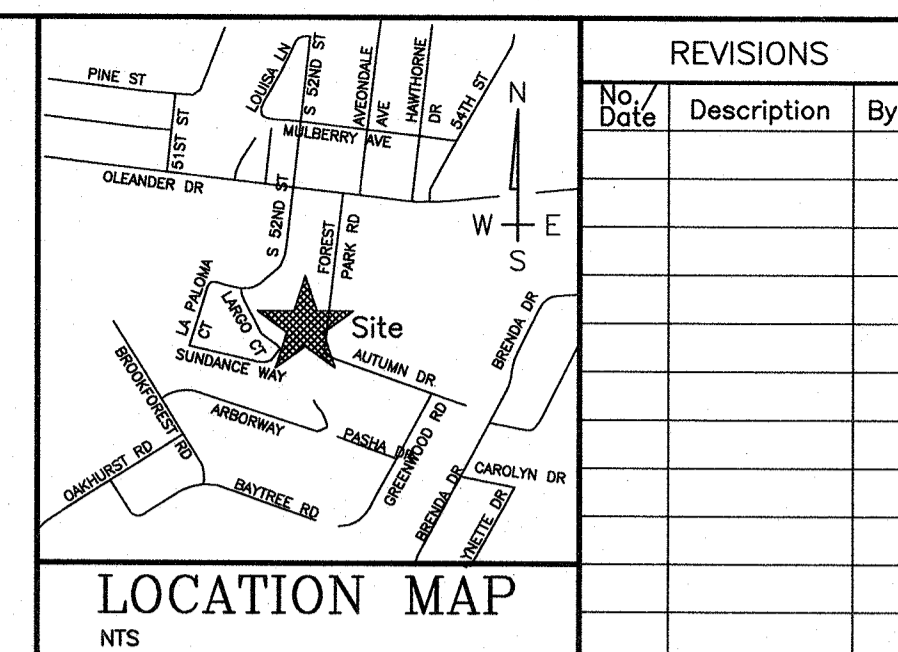 PINE ST
51ST ST
LOUISA LN
S 52ND ST
AVEONDALE
AVE
HAWTHORNE
DR
54TH ST
MULBERRY AVE
OLEANDER DR
S 52ND ST
FOREST
PARK RD
N
W E
S
LA PALOMA
CT
LARGO CT
Site
SUNDANCE WAY
AUTUMN DR
BRENDA DR
BROOKFOREST RD
ARBORWAY
PASHA DR
GREENWOOD RD
OAKHURST RD
BAYTREE RD
BRENDA DR
CAROLYN DR
YNETTE DR
LOCATION MAP
NTS
REVISIONS
No./
Date
Description
By